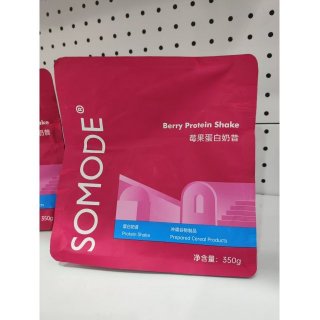 SOMODE®
Berry Protein Shake
莓果蛋白奶昔
蛋白奶昔
Protein Shake
冲调谷物制品
Prepared Cereal Products
净含量: 350g
350g